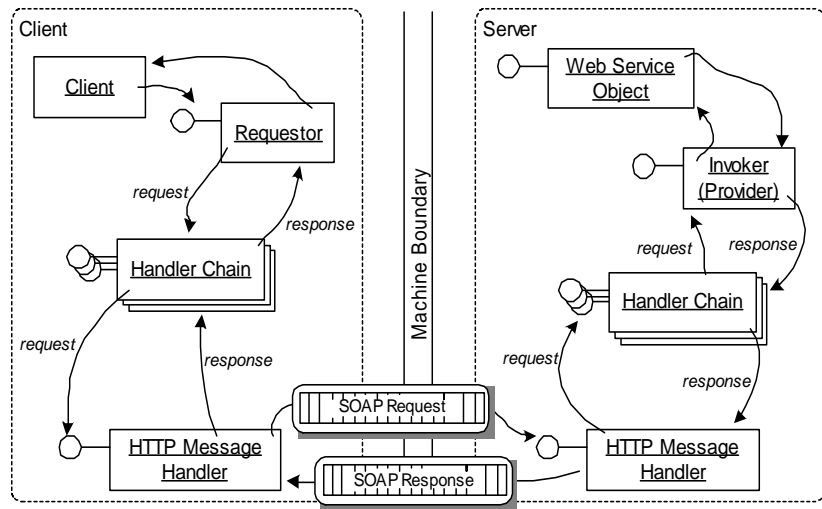 Client
Client
Requestor
request
response
Handler Chain
request
response
HTTP Message
Handler
Machine Boundary
SOAP Request
SOAP Response
Server
Web Service
Object
Invoker
(Provider)
request
response
Handler Chain
request
response
HTTP Message
Handler